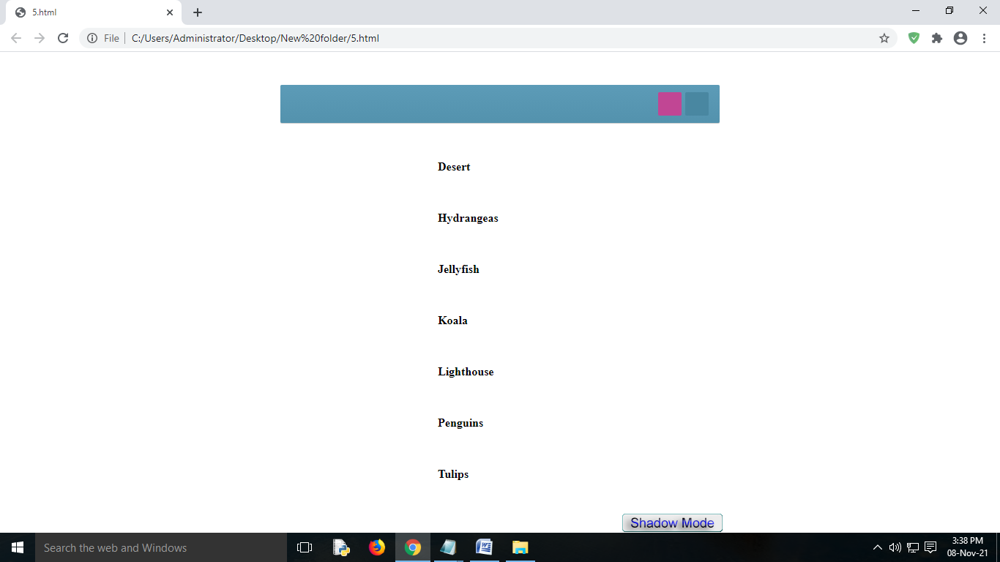 5.html
File
C:/Users/Administrator/Desktop/New%20folder/5.html
Desert
Hydrangeas
Jellyfish
Koala
Lighthouse
Penguins
Tulips
Shadow Mode
Search the web and Windows
3:38 PM
08-Nov-21